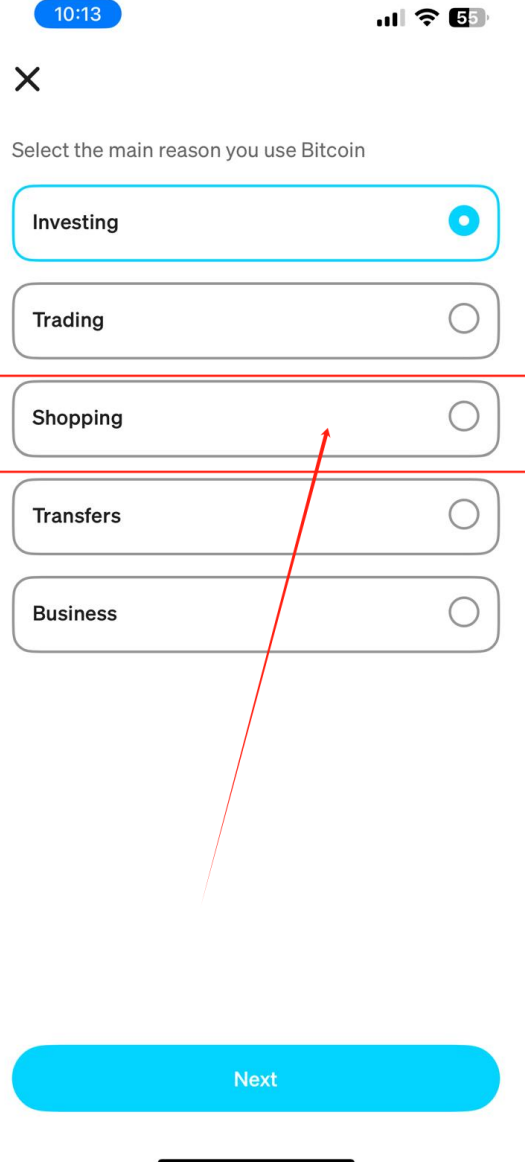 10:13
55
Select the main reason you use Bitcoin
Investing
Trading
Shopping
Transfers
Business
Next